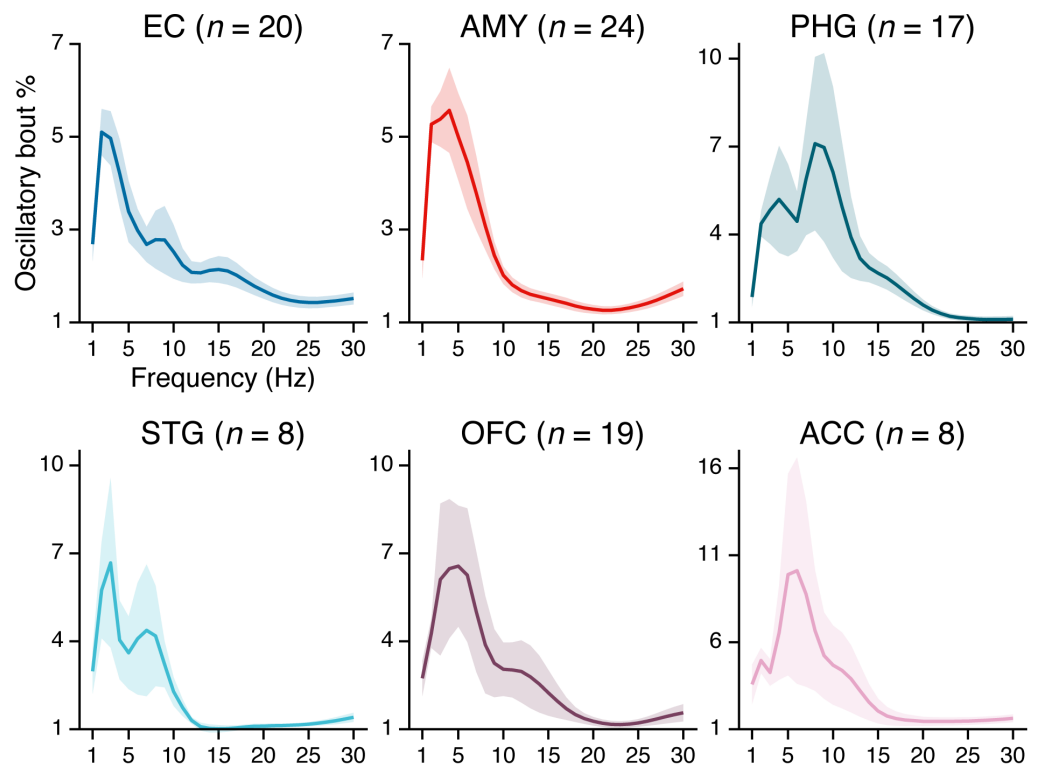 EC (n = 20)
AMY (n = 24)
PHG (n = 17)
Oscillatory bout %
7
5
3
1
1 5 10 15 20 25 30
Frequency (Hz)
7
5
3
1
1 5 10 15 20 25 30
10
7
4
1
1 5 10 15 20 25 30
STG (n = 8)
OFC (n = 19)
ACC (n = 8)
10
7
4
1
1 5 10 15 20 25 30
10
7
4
1
1 5 10 15 20 25 30
16
11
6
1
1 5 10 15 20 25 30